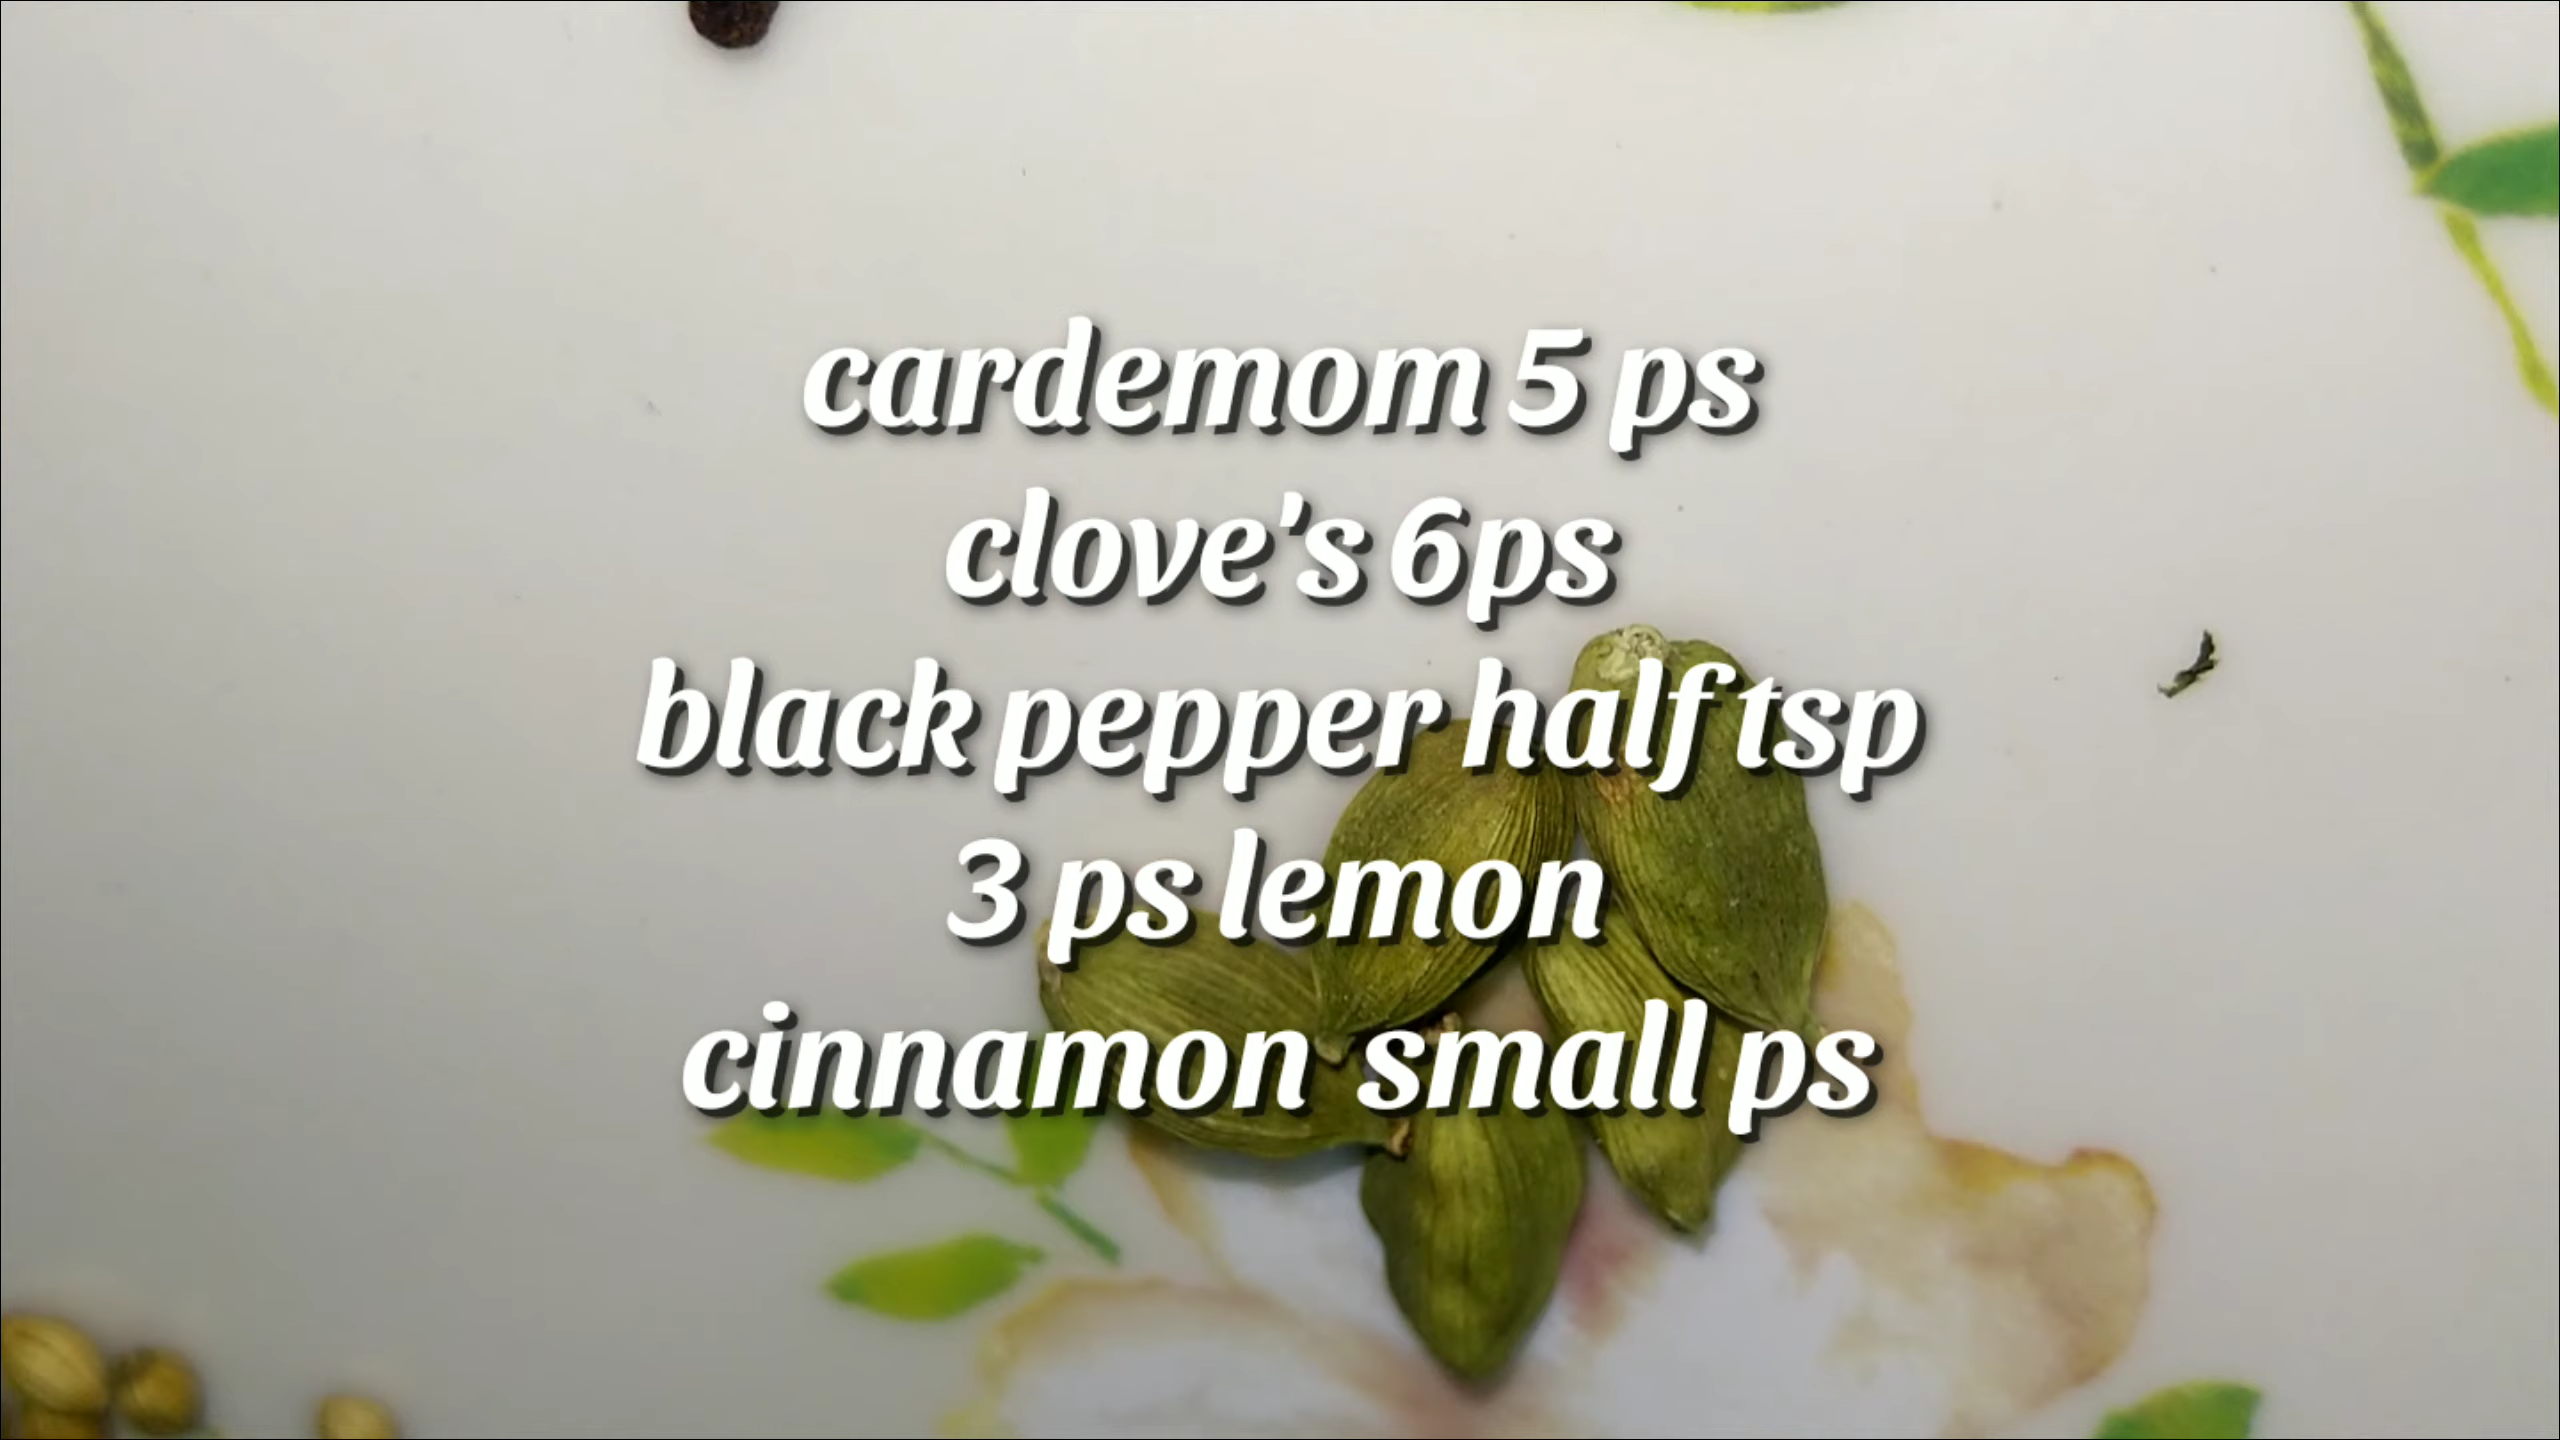 cardemom 5 ps
clove's 6ps
black pepper half tsp
3 ps lemon
cinnamon small ps